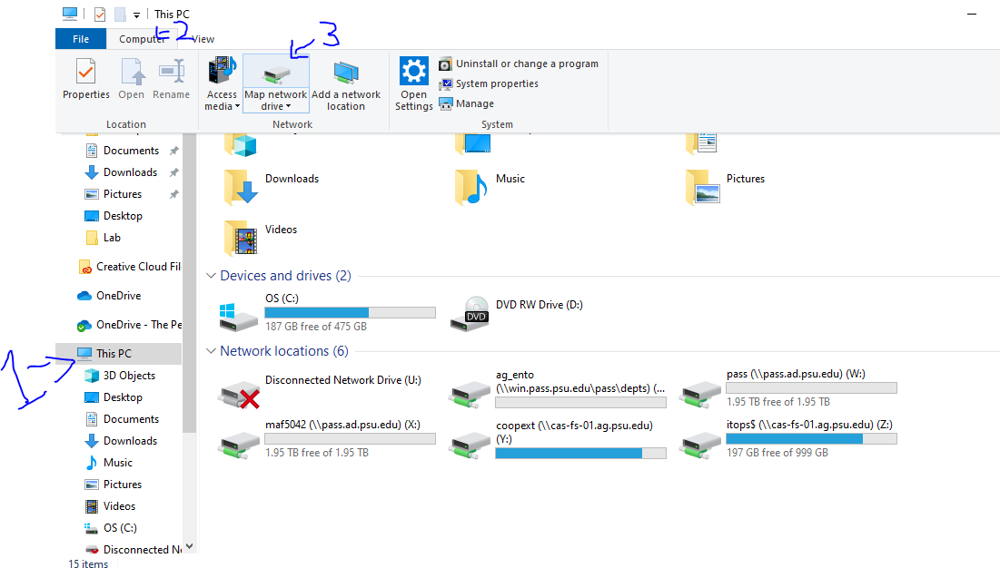 This PC
File
Computer
2
View
3
Properties
Open
Rename
Access media
Map network drive
Add a network location
Open Settings
Uninstall or change a program
System properties
Manage
Location
Network
System
Documents
Downloads
Pictures
Desktop
Lab
Creative Cloud Fil
OneDrive
OneDrive - The Pe
1
This PC
3D Objects
Desktop
Documents
Downloads
Music
Pictures
Videos
OS (C:)
Disconnected N
15 items
Downloads
Music
Pictures
Videos
Devices and drives (2)
OS (C:)
187 GB free of 475 GB
DVD
DVD RW Drive (D:)
Network locations (6)
Disconnected Network Drive (U:)
ag_ento
(\\win.pass.psu.edu\pass\depts) (...
pass (\\pass.ad.psu.edu) (W:)
1.95 TB free of 1.95 TB
maf5042 (\\pass.ad.psu.edu) (X:)
1.95 TB free of 1.95 TB
coopext (\\cas-fs-01.ag.psu.edu)
(Y:)
itops$ (\\cas-fs-01.ag.psu.edu) (Z:)
197 GB free of 999 GB